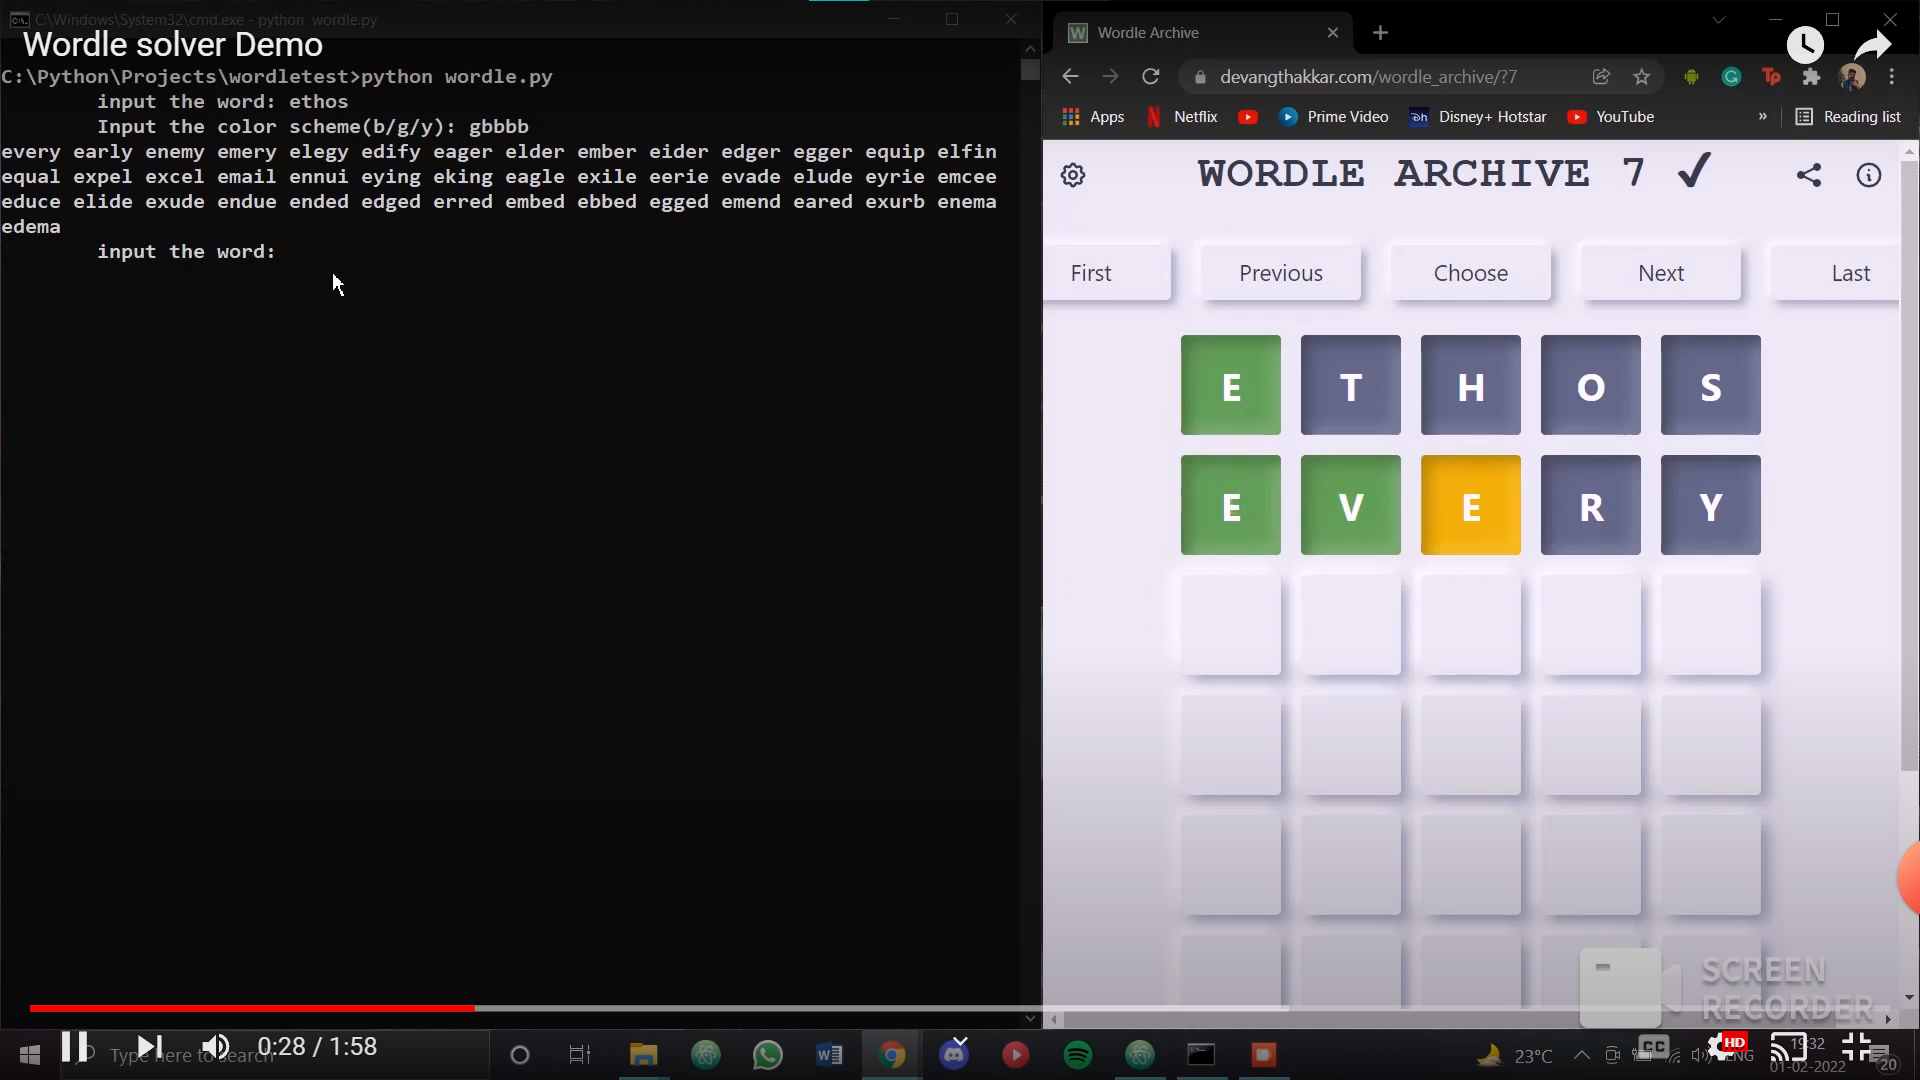 C:\Windows\System32\cmd.exe - python wordle.py
Wordle solver Demo
C:\Python\Projects\wordletest>python wordle.py
input the word: ethos
Input the color scheme(b/g/y): gbbbb
every early enemy emery elegy edify eager elder ember eider edger egger equip elfin
equal expel excel email ennui eying eking eagle exile eerie evade elude eyrie emcee
educe elide exude endue ended edged erred embed ebbed egged emend eared exurb enema
edema
input the word:
Wordle Archive
devangthakkar.com/wordle_archive/?7
Apps Netflix Prime Video Disney+ Hotstar YouTube » Reading list
WORDLE ARCHIVE 7 ✓
First Previous Choose Next Last
E T H O S
E V E R Y
SCREEN
RECORDER
Type here to search
0:28 / 1:58
23°C
CC
HD
ENG
19:32
01-02-2022
20